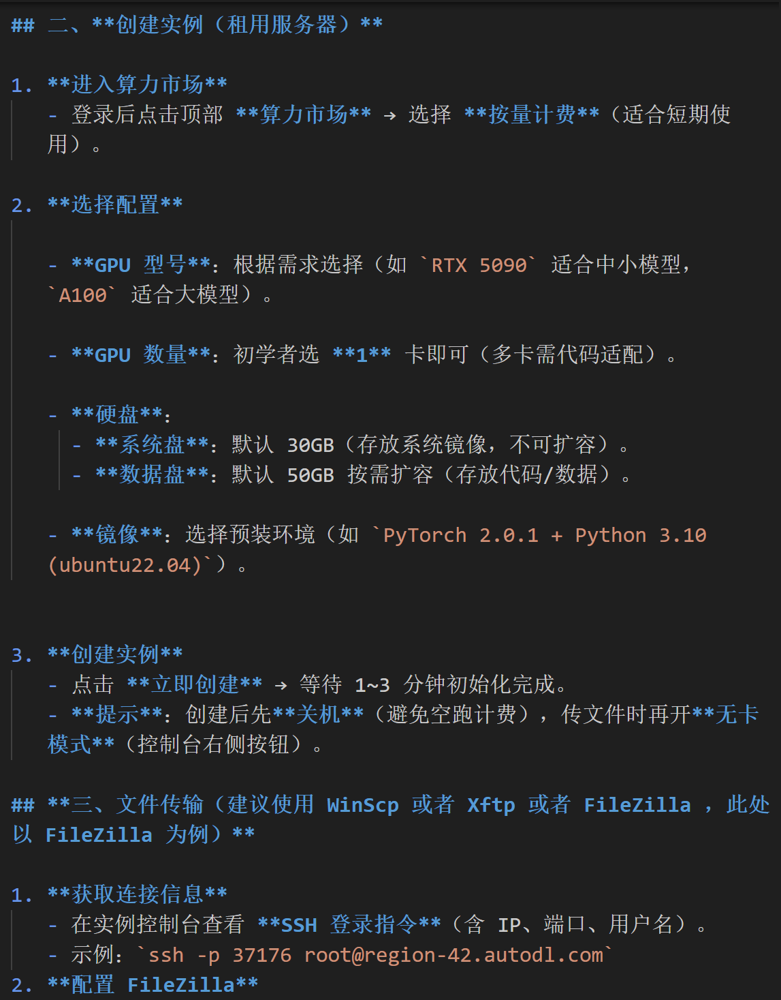 ## 二、**创建实例（租用服务器）**
1. **进入算力市场**
- 登录后点击顶部 **算力市场** → 选择 **按量计费**（适合短期使
用）。
2. **选择配置**
- **GPU 型号**：根据需求选择（如 `RTX 5090` 适合中小模型，
`A100` 适合大模型）。
- **GPU 数量**：初学者选 **1** 卡即可（多卡需代码适配）。
- **硬盘**：
- **系统盘**：默认 30GB（存放系统镜像，不可扩容）。
- **数据盘**：默认 50GB 按需扩容（存放代码/数据）。
- **镜像**：选择预装环境（如 `PyTorch 2.0.1 + Python 3.10
(ubuntu22.04)`）。
3. **创建实例**
- 点击 **立即创建** → 等待 1~3 分钟初始化完成。
- **提示**：创建后先**关机**（避免空跑计费），传文件时再开**无卡
模式**（控制台右侧按钮）。
## **三、文件传输（建议使用 WinScp 或者 Xftp 或者 FileZilla ，此处
以 FileZilla 为例）**
1. **获取连接信息**
- 在实例控制台查看 **SSH 登录指令**（含 IP、端口、用户名）。
- 示例：`ssh -p 37176 root@region-42.autodl.com`
2. **配置 FileZilla**